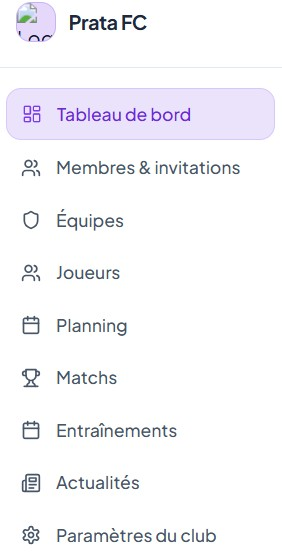 Prata FC
Tableau de bord
Membres & invitations
Équipes
Joueurs
Planning
Matchs
Entraînements
Actualités
Paramètres du club